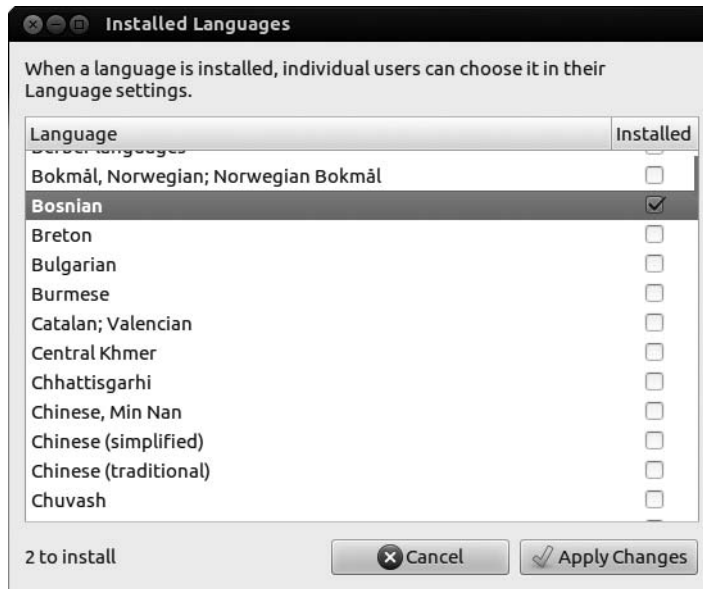 Installed Languages
When a language is installed, individual users can choose it in their
Language settings.
Language Installed
Berber languages
Bokmål, Norwegian; Norwegian Bokmål
Bosnian
Breton
Bulgarian
Burmese
Catalan; Valencian
Central Khmer
Chhattisgarhi
Chinese, Min Nan
Chinese (simplified)
Chinese (traditional)
Chuvash
2 to install Cancel Apply Changes